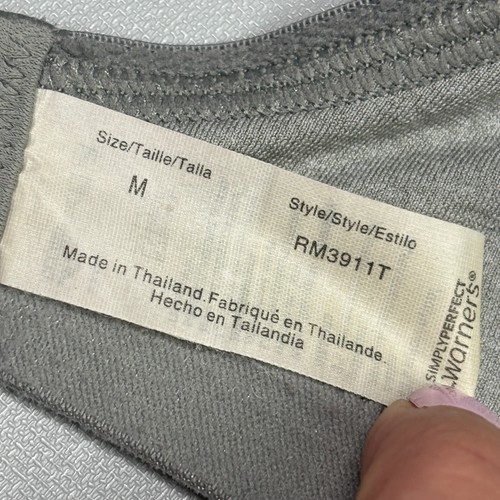 Size/Taille/Talla
M
Style/Style/Estilo
RM3911T
Made in Thailand.Fabriqué en Thailande.
Hecho en Tailandia
SIMPLYPERFECT
warners®